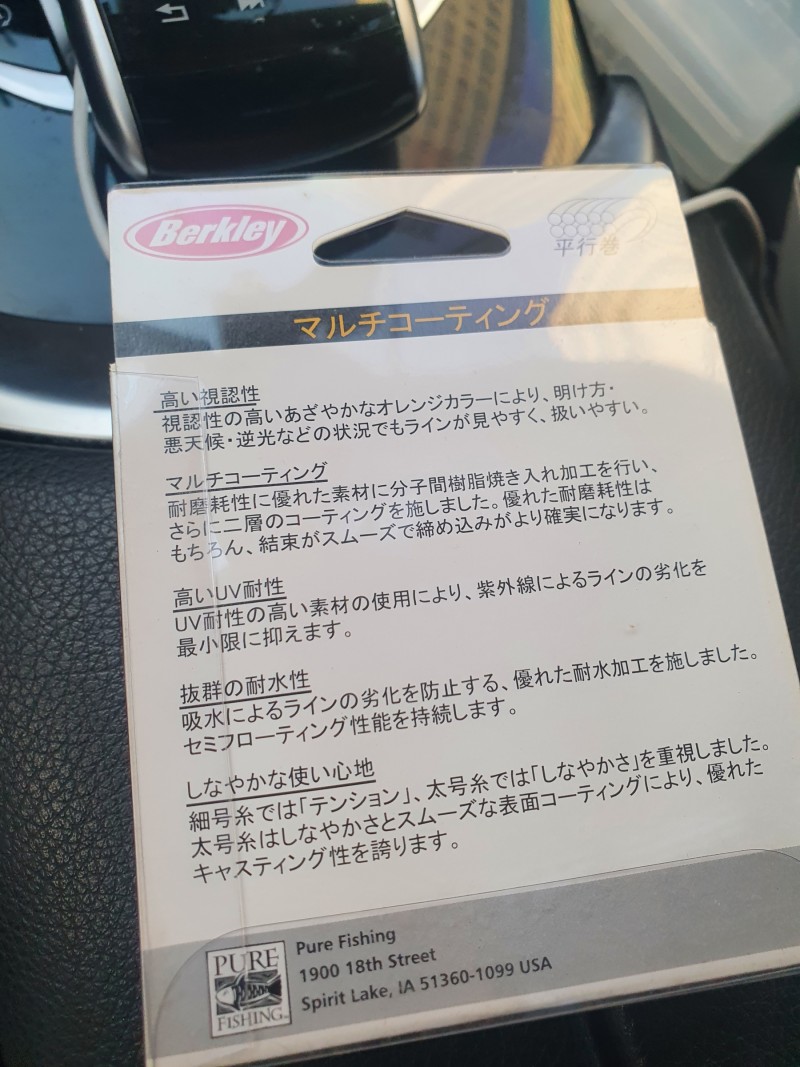 Berkley
平行巻
マルチコーティング
高い視認性
視認性の高いあざやかなオレンジカラーにより、明け方・
悪天候・逆光などの状況でもラインが見やすく、扱いやすい。
マルチコーティング
耐磨耗性に優れた素材に分子間樹脂焼き入れ加工を行い、
さらに二層のコーティングを施しました。優れた耐磨耗性は
もちろん、結束がスムーズで締め込みがより確実になります。
高いUV耐性
UV耐性の高い素材の使用により、紫外線によるラインの劣化を
最小限に抑えます。
抜群の耐水性
吸水によるラインの劣化を防止する、優れた耐水加工を施しました。
セミフローティング性能を持続します。
しなやかな使い心地
細号糸では「テンション」、太号糸では「しなやかさ」を重視しました。
太号糸はしなやかさとスムーズな表面コーティングにより、優れた
キャスティング性を誇ります。
PURE
FISHING
Pure Fishing
1900 18th Street
Spirit Lake, IA 51360-1099 USA